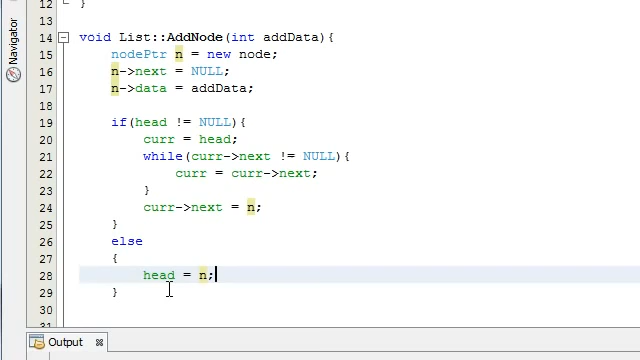 Navigator
12 }
13
14 void List::AddNode(int addData){
15 nodePtr n = new node;
16 n->next = NULL;
17 n->data = addData;
18
19 if(head != NULL){
20 curr = head;
21 while(curr->next != NULL){
22 curr = curr->next;
23 }
24 curr->next = n;
25 }
26 else
27 {
28 head = n;
29 }
30
31
Output